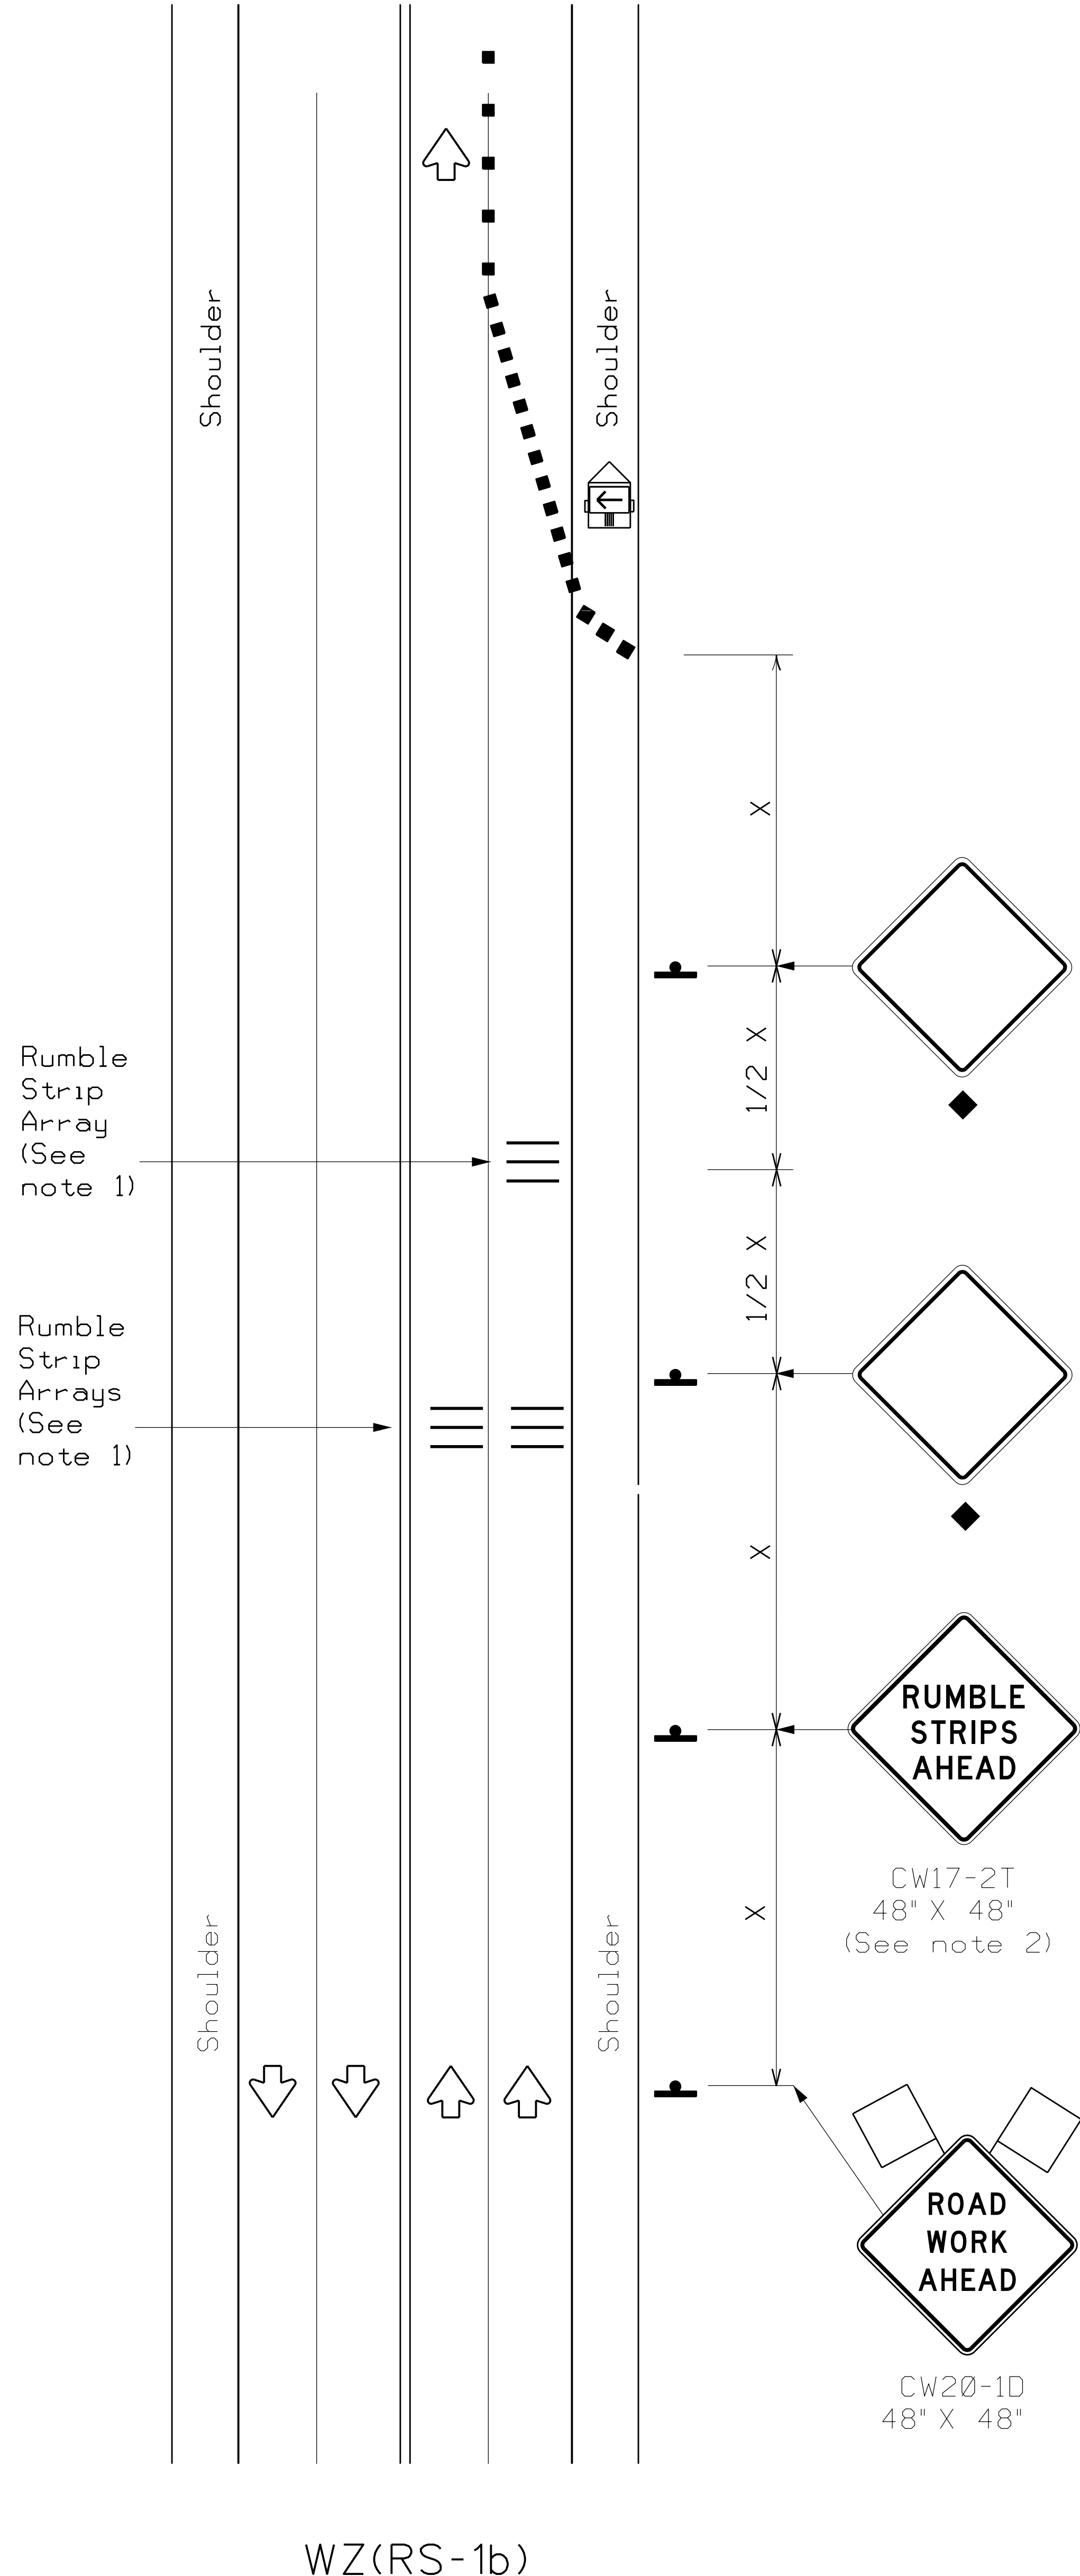 Shoulder
Shoulder
X
1/2 X
Rumble
Strip
Array
(See
note 1)
1/2 X
Rumble
Strip
Arrays
(See
note 1)
X
RUMBLE
STRIPS
AHEAD
CW17-2T
48" X 48"
(See note 2)
X
Shoulder
Shoulder
ROAD
WORK
AHEAD
CW20-1D
48" X 48"
WZ(RS-1b)